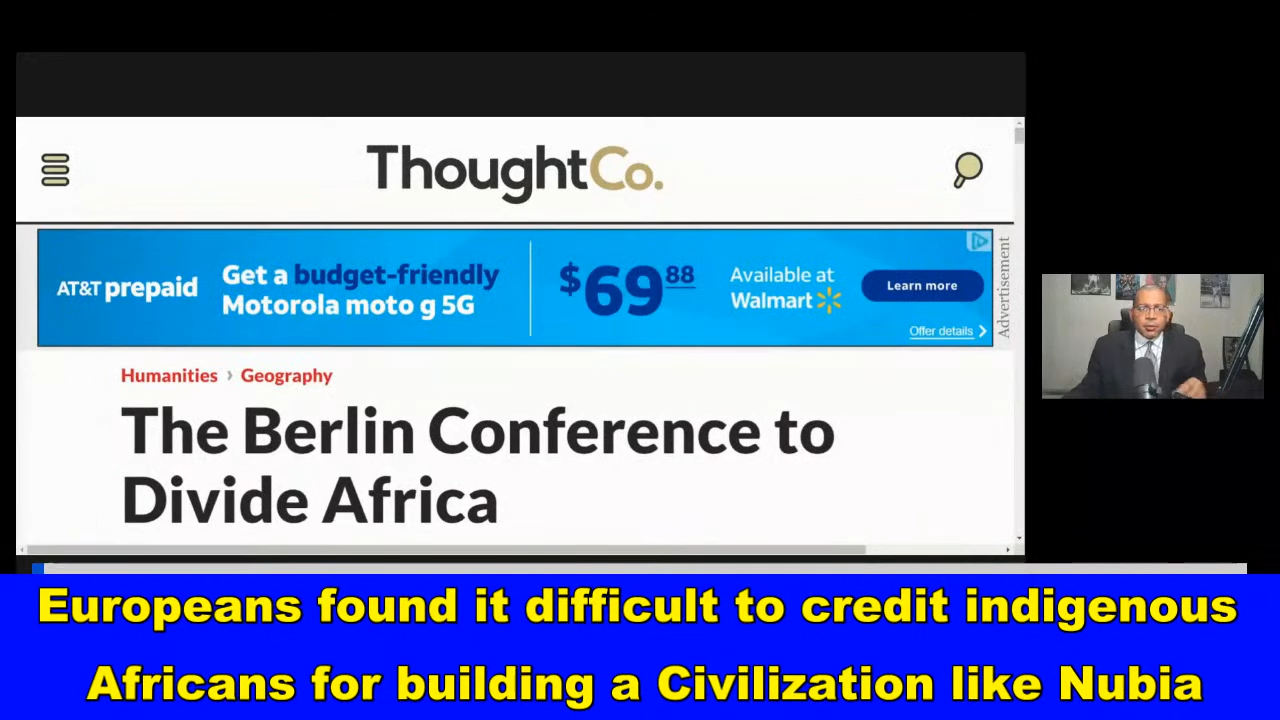 ThoughtCo.
AT&T prepaid
Get a budget-friendly
Motorola moto g 5G
$69 88
Available at
Walmart
Learn more
Offer details
Advertisement
Humanities › Geography
The Berlin Conference to
Divide Africa
Europeans found it difficult to credit indigenous
Africans for building a Civilization like Nubia